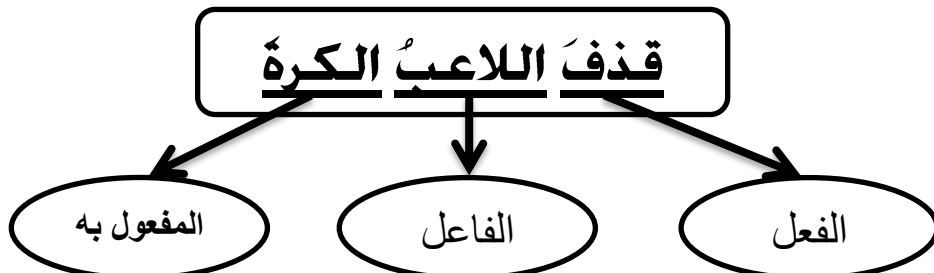 قذفَ اللاعبُ الكرةَ
الفعل
الفاعل
المفعول به